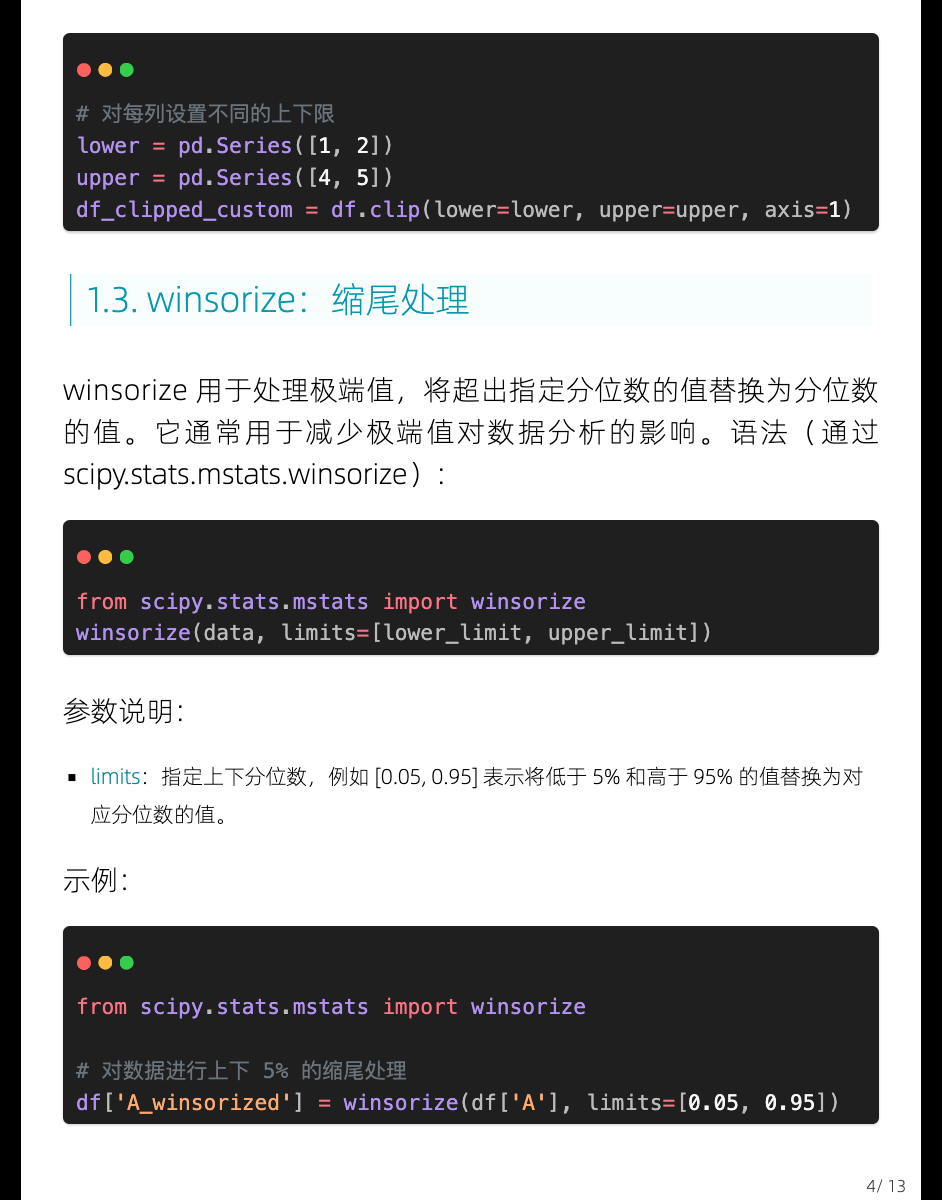 # 对每列设置不同的上下限
lower = pd.Series([1, 2])
upper = pd.Series([4, 5])
df_clipped_custom = df.clip(lower=lower, upper=upper, axis=1)
1.3. winsorize：缩尾处理
winsorize 用于处理极端值，将超出指定分位数的值替换为分位数
的值。它通常用于减少极端值对数据分析的影响。语法（通过
scipy.stats.mstats.winsorize）:
from scipy.stats.mstats import winsorize
winsorize(data, limits=[lower_limit, upper_limit])
参数说明：
▪ limits：指定上下分位数，例如 [0.05, 0.95] 表示将低于 5% 和高于 95% 的值替换为对
应分位数的值。
示例：
from scipy.stats.mstats import winsorize
# 对数据进行上下 5% 的缩尾处理
df['A_winsorized'] = winsorize(df['A'], limits=[0.05, 0.95])
4/ 13